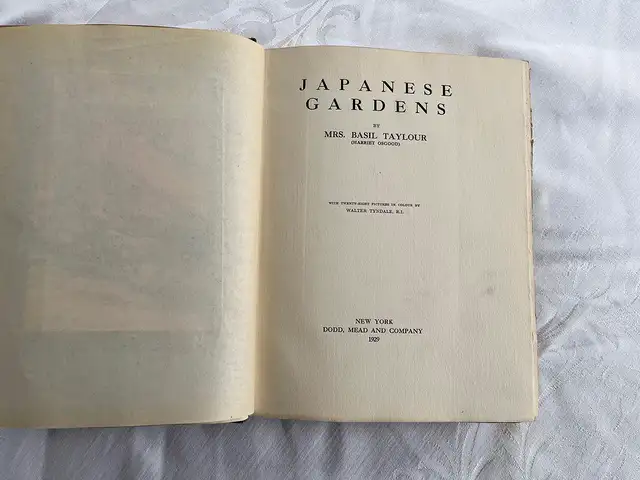 JAPANESE
GARDENS
BY
MRS. BASIL TAYLOUR
(HARRIET OSGOOD)
WITH TWENTY-EIGHT PICTURES IN COLOUR BY
WALTER TYNDALE, R.I.
NEW YORK
DODD, MEAD AND COMPANY
1929